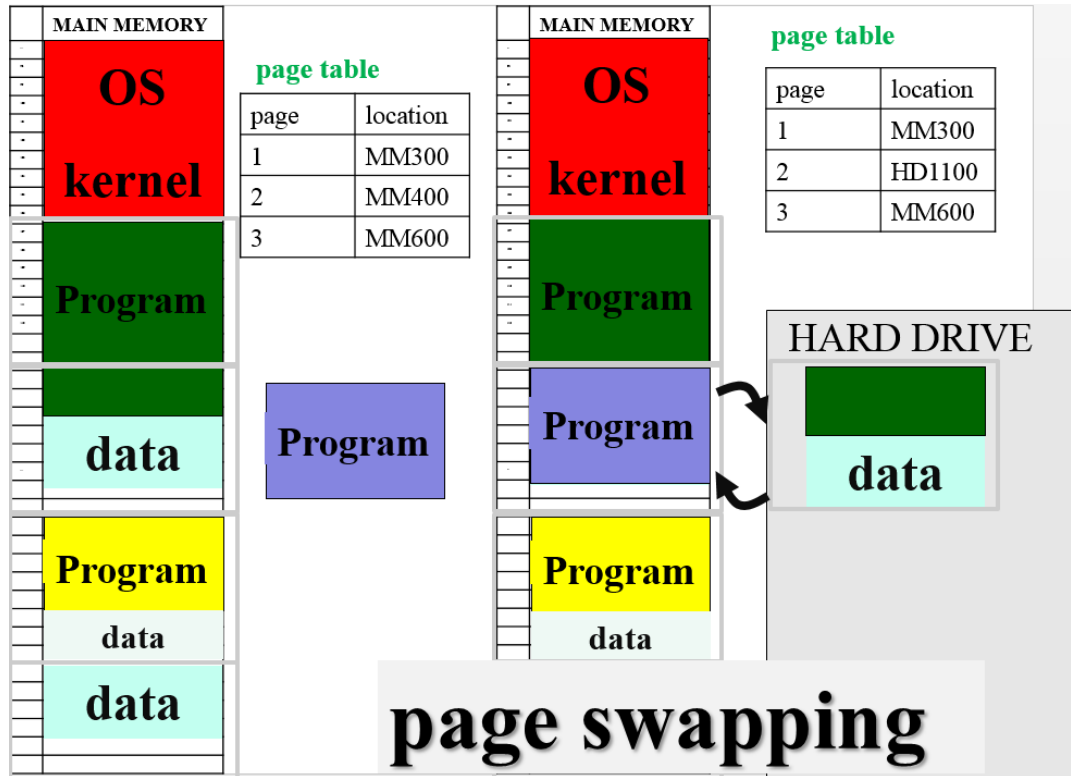 MAIN MEMORY
OS
kernel
Program
data
Program
data
data
page table
page location
1 MM300
2 MM400
3 MM600
Program
MAIN MEMORY
OS
kernel
Program
Program
Program
data
page table
page location
1 MM300
2 HD1100
3 MM600
HARD DRIVE
data
page swapping